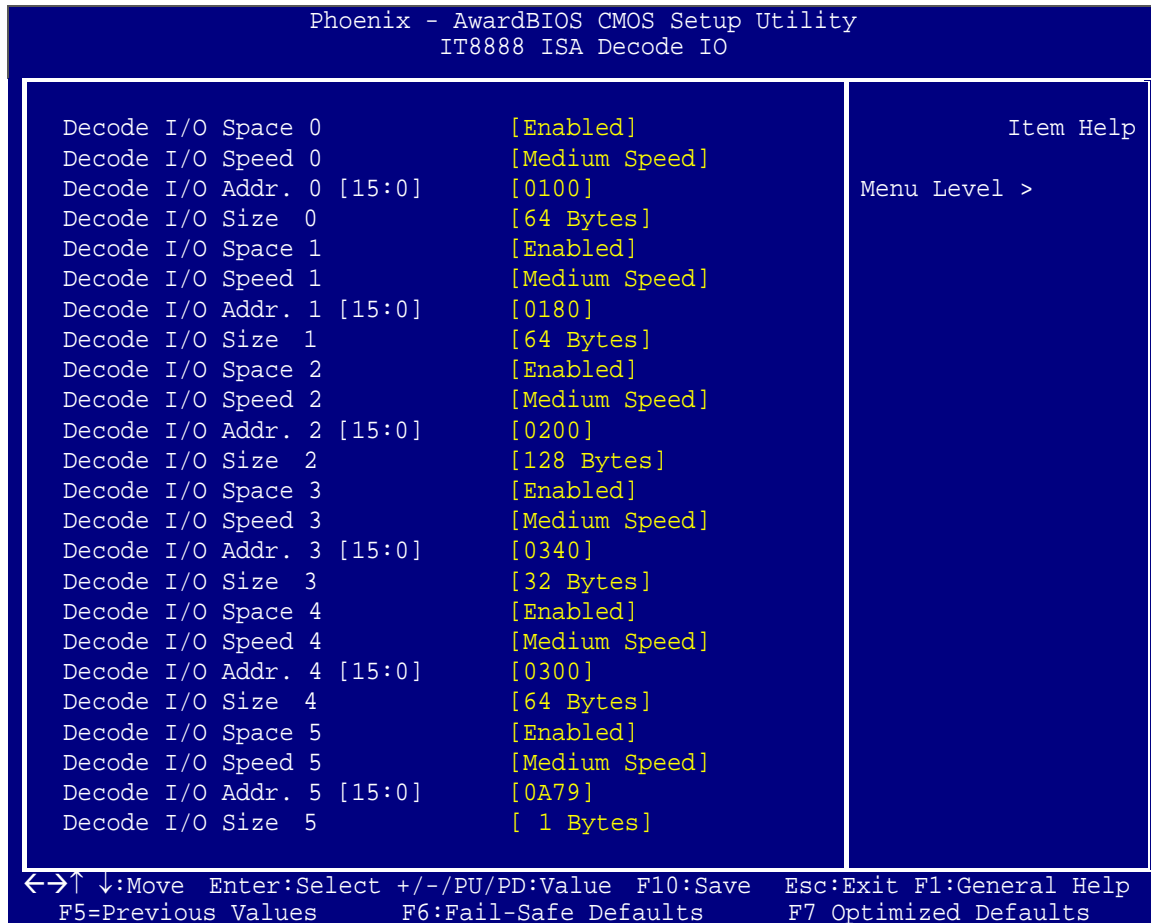 Phoenix - AwardBIOS CMOS Setup Utility
IT8888 ISA Decode IO
Decode I/O Space 0 [Enabled]
Decode I/O Speed 0 [Medium Speed]
Decode I/O Addr. 0 [15:0] [0100]
Decode I/O Size 0 [64 Bytes]
Decode I/O Space 1 [Enabled]
Decode I/O Speed 1 [Medium Speed]
Decode I/O Addr. 1 [15:0] [0180]
Decode I/O Size 1 [64 Bytes]
Decode I/O Space 2 [Enabled]
Decode I/O Speed 2 [Medium Speed]
Decode I/O Addr. 2 [15:0] [0200]
Decode I/O Size 2 [128 Bytes]
Decode I/O Space 3 [Enabled]
Decode I/O Speed 3 [Medium Speed]
Decode I/O Addr. 3 [15:0] [0340]
Decode I/O Size 3 [32 Bytes]
Decode I/O Space 4 [Enabled]
Decode I/O Speed 4 [Medium Speed]
Decode I/O Addr. 4 [15:0] [0300]
Decode I/O Size 4 [64 Bytes]
Decode I/O Space 5 [Enabled]
Decode I/O Speed 5 [Medium Speed]
Decode I/O Addr. 5 [15:0] [0A79]
Decode I/O Size 5 [ 1 Bytes]
Item Help
Menu Level >
←→↑ ↓:Move Enter:Select +/-/PU/PD:Value F10:Save Esc:Exit F1:General Help
F5=Previous Values F6:Fail-Safe Defaults F7 Optimized Defaults